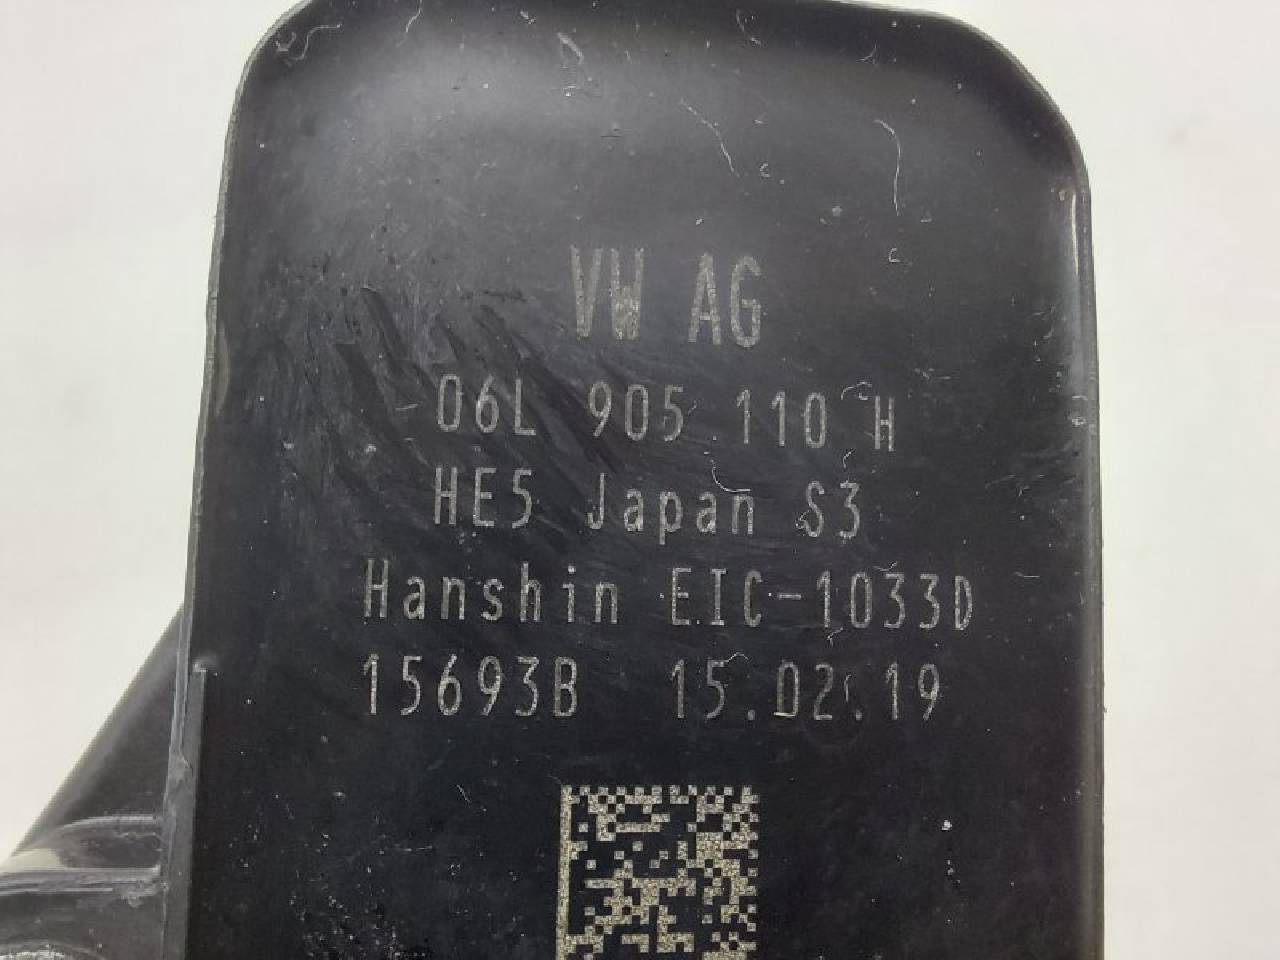 VW AG
06L 905 110 H
HE5 Japan S3
Hanshin EIC-1033D
15693B 15.02.19